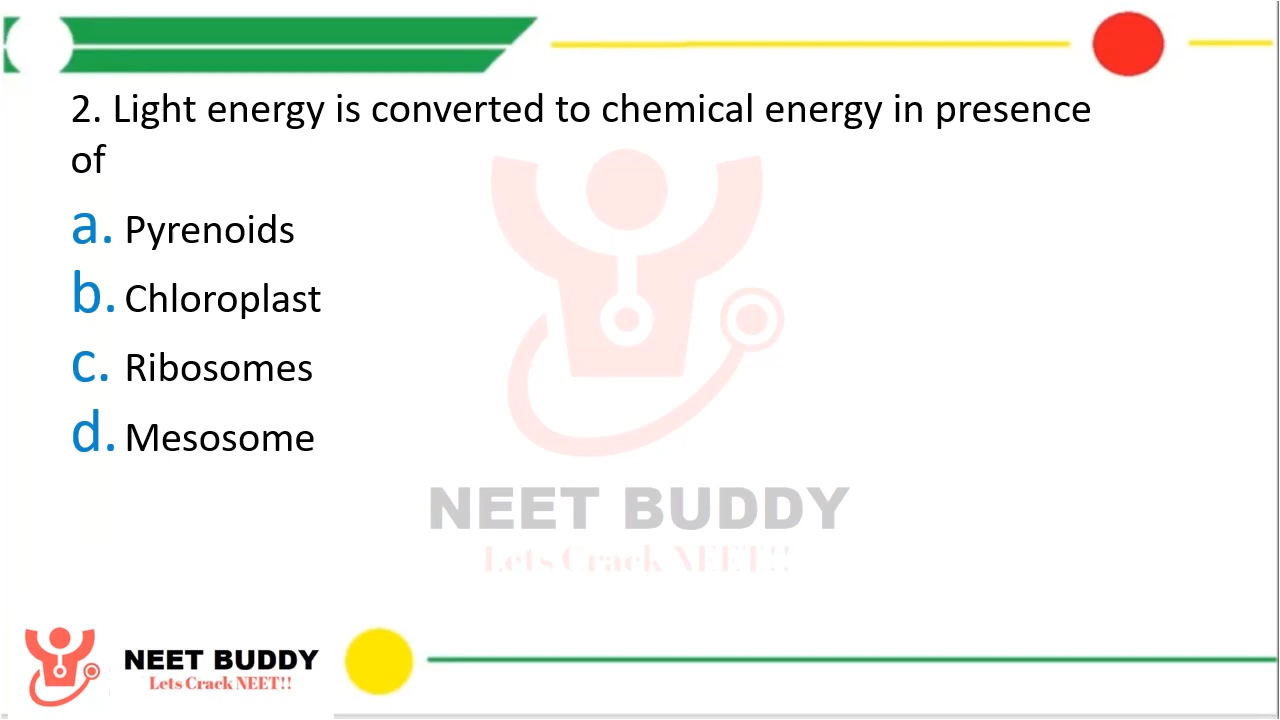 2. Light energy is converted to chemical energy in presence
of
a. Pyrenoids
b. Chloroplast
c. Ribosomes
d. Mesosome
NEET BUDDY
Lets Crack NEET!!
NEET BUDDY
Lets Crack NEET!!